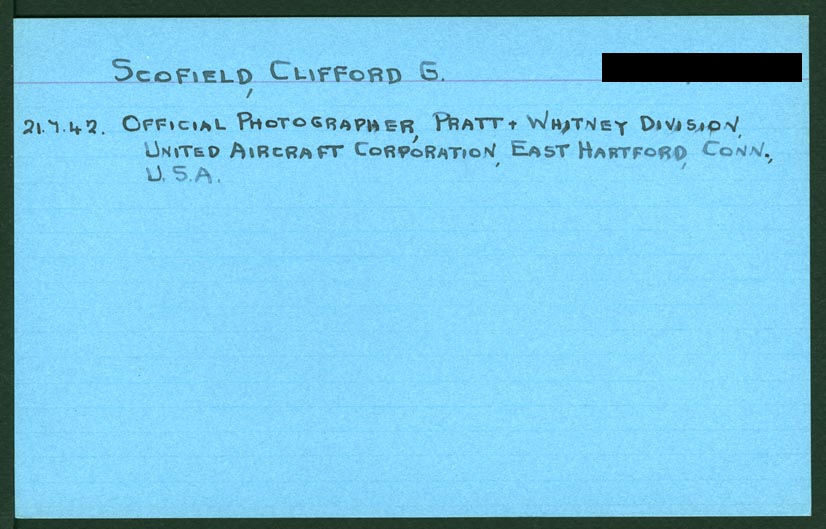 SCOFIELD, CLIFFORD G.
21.7.42. OFFICIAL PHOTOGRAPHER, PRATT + WHITNEY DIVISION,
UNITED AIRCRAFT CORPORATION, EAST HARTFORD, CONN.,
U.S.A.